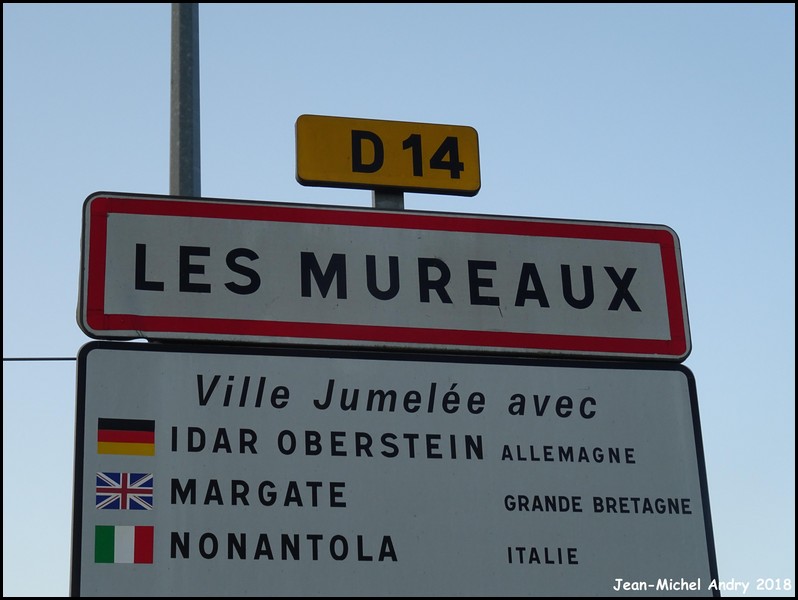 D 14
LES MUREAUX
Ville Jumelée avec
IDAR OBERSTEIN ALLEMAGNE
MARGATE GRANDE BRETAGNE
NONANTOLA ITALIE
Jean-Michel Andry 2018